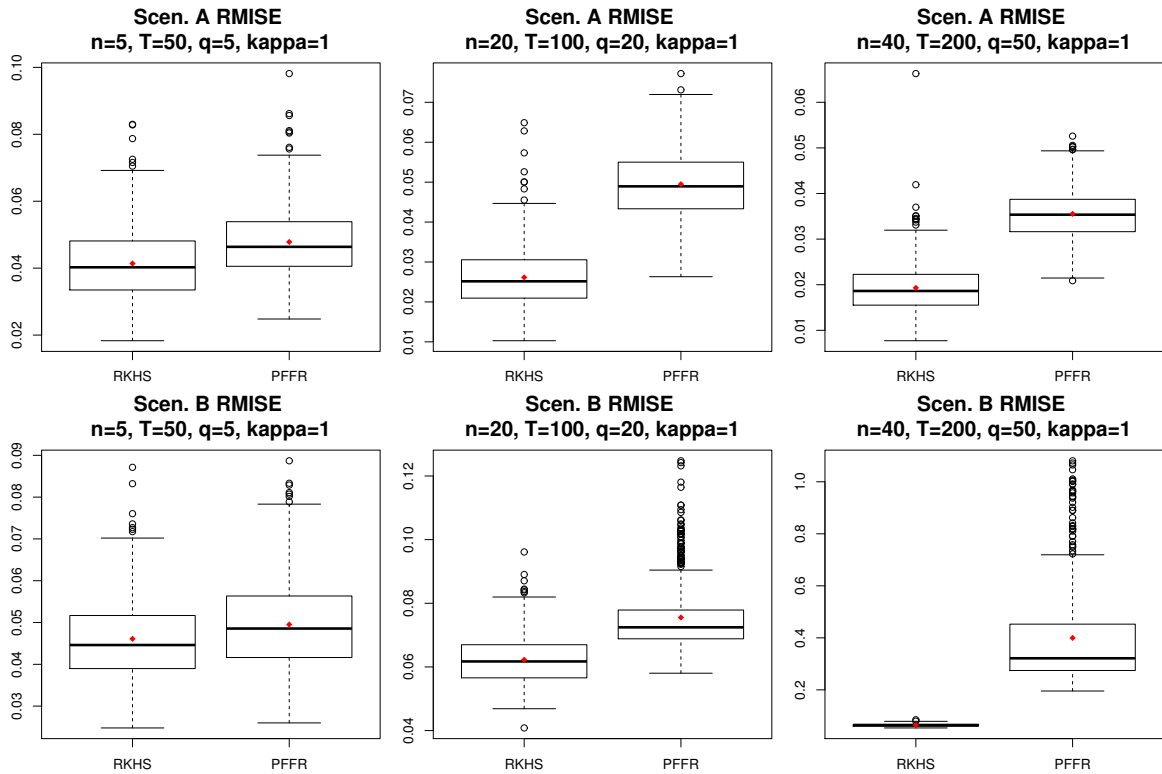 Scen. A RMISE
n=5, T=50, q=5, kappa=1
0.10
0.08
0.06
0.04
0.02
RKHS
PFFR
Scen. A RMISE
n=20, T=100, q=20, kappa=1
0.07
0.06
0.05
0.04
0.03
0.02
0.01
RKHS
PFFR
Scen. A RMISE
n=40, T=200, q=50, kappa=1
0.06
0.05
0.04
0.03
0.02
0.01
RKHS
PFFR
Scen. B RMISE
n=5, T=50, q=5, kappa=1
0.09
0.08
0.07
0.06
0.05
0.04
0.03
RKHS
PFFR
Scen. B RMISE
n=20, T=100, q=20, kappa=1
0.12
0.10
0.08
0.06
0.04
RKHS
PFFR
Scen. B RMISE
n=40, T=200, q=50, kappa=1
1.0
0.8
0.6
0.4
0.2
RKHS
PFFR